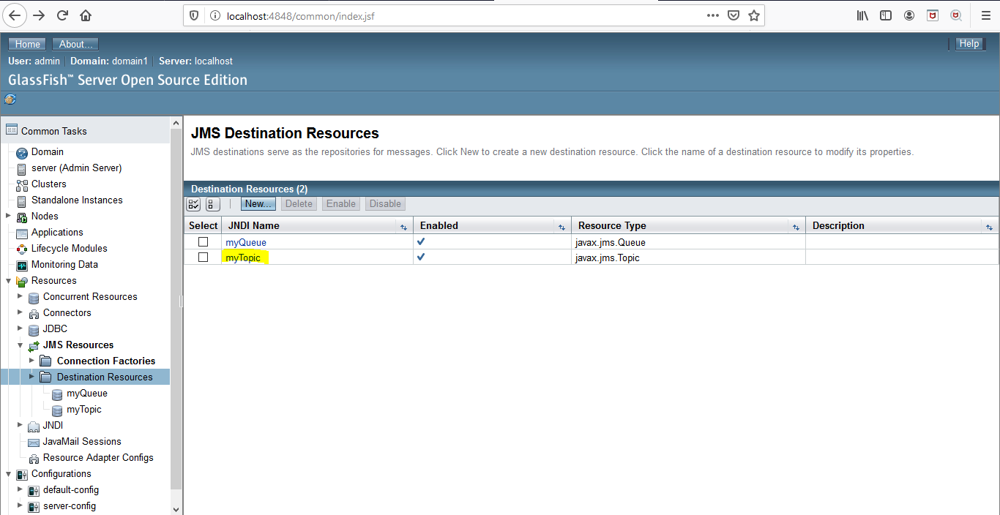 localhost:4848/common/index.jsf
Home About... Help
User: admin Domain: domain1 Server: localhost
GlassFish™ Server Open Source Edition
Common Tasks
Domain
server (Admin Server)
Clusters
Standalone Instances
Nodes
Applications
Lifecycle Modules
Monitoring Data
Resources
Concurrent Resources
Connectors
JDBC
JMS Resources
Connection Factories
Destination Resources
myQueue
myTopic
JNDI
JavaMail Sessions
Resource Adapter Configs
Configurations
default-config
server-config
JMS Destination Resources
JMS destinations serve as the repositories for messages. Click New to create a new destination resource. Click the name of a destination resource to modify its properties.
Destination Resources (2)
New... Delete Enable Disable
Select JNDI Name Enabled Resource Type Description
myQueue javax.jms.Queue
myTopic javax.jms.Topic